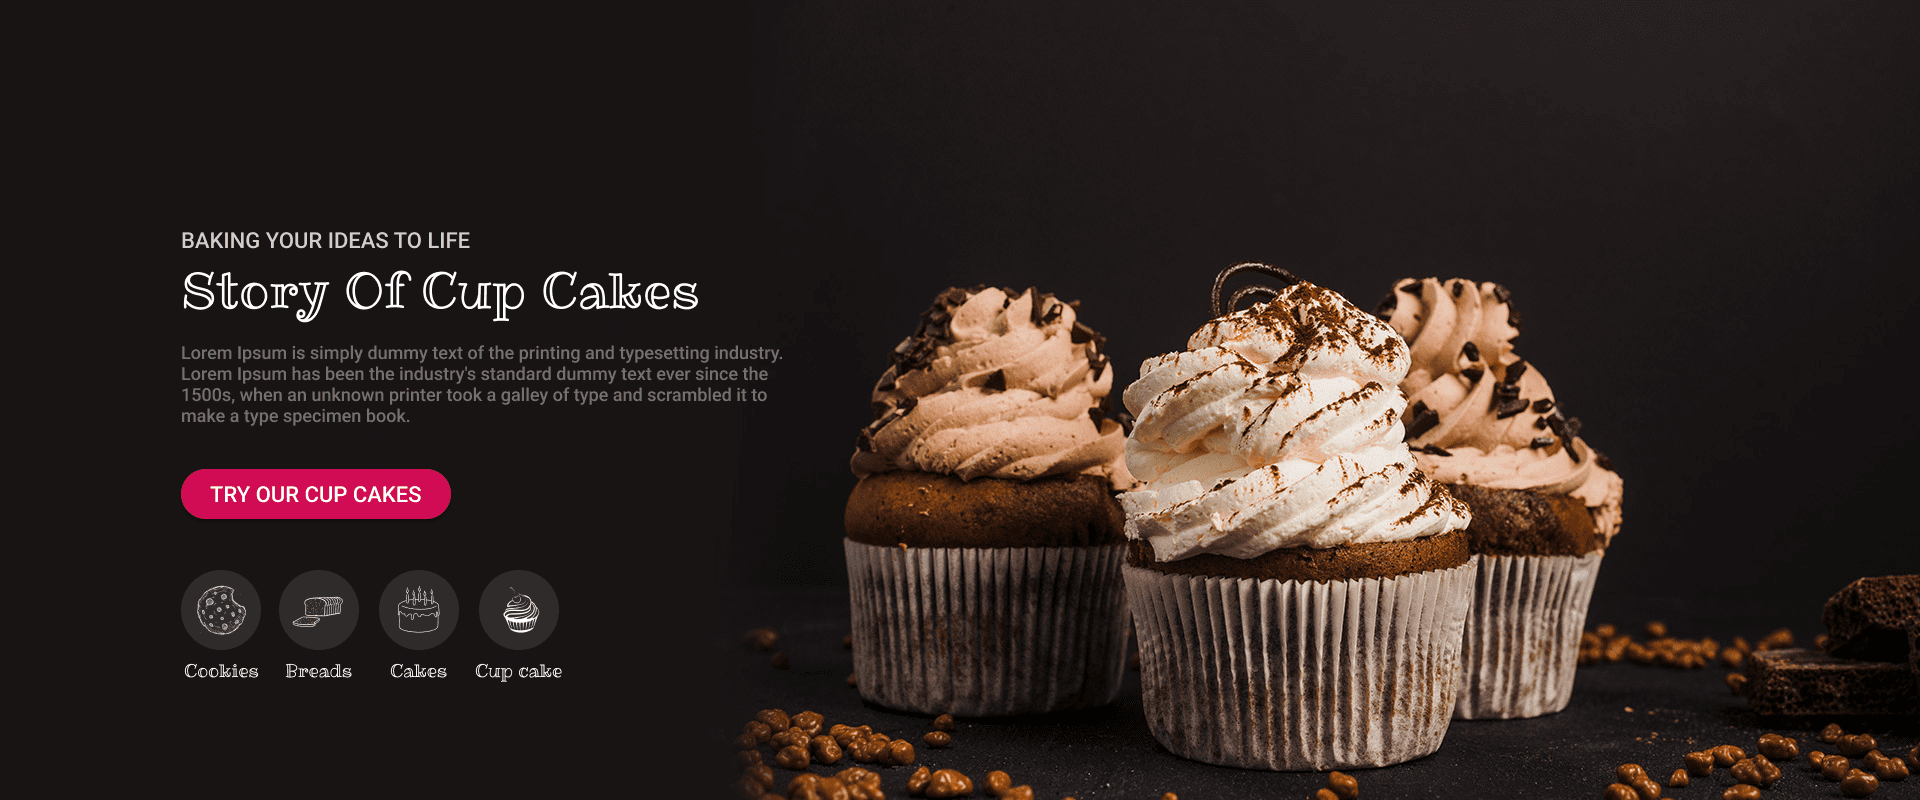 BAKING YOUR IDEAS TO LIFE
Story Of Cup Cakes
Lorem Ipsum is simply dummy text of the printing and typesetting industry.
Lorem Ipsum has been the industry's standard dummy text ever since the
1500s, when an unknown printer took a galley of type and scrambled it to
make a type specimen book.
TRY OUR CUP CAKES
Cookies Breads Cakes Cup cake